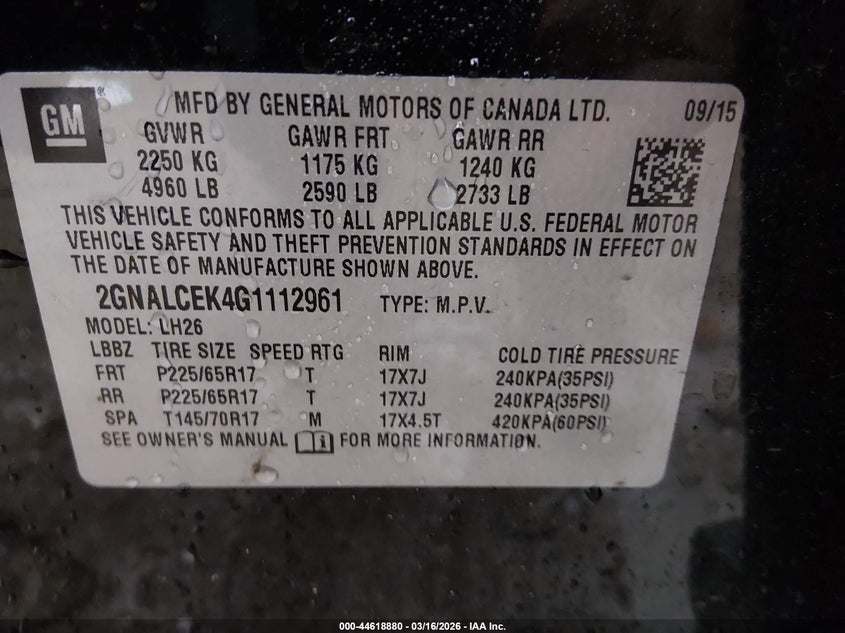 GM ® MFD BY GENERAL MOTORS OF CANADA LTD. 09/15
GVWR GAWR FRT GAWR RR
2250 KG 1175 KG 1240 KG
4960 LB 2590 LB 2733 LB
THIS VEHICLE CONFORMS TO ALL APPLICABLE U.S. FEDERAL MOTOR
VEHICLE SAFETY AND THEFT PREVENTION STANDARDS IN EFFECT ON
THE DATE OF MANUFACTURE SHOWN ABOVE.
2GNALCEK4G1112961 TYPE: M.P.V.
MODEL: LH26
LBBZ TIRE SIZE SPEED RTG RIM COLD TIRE PRESSURE
FRT P225/65R17 T 17X7J 240KPA(35PSI)
RR P225/65R17 T 17X7J 240KPA(35PSI)
SPA T145/70R17 M 17X4.5T 420KPA(60PSI)
SEE OWNER'S MANUAL FOR MORE INFORMATION.
000-44618880 - 03/16/2026 - IAA Inc.